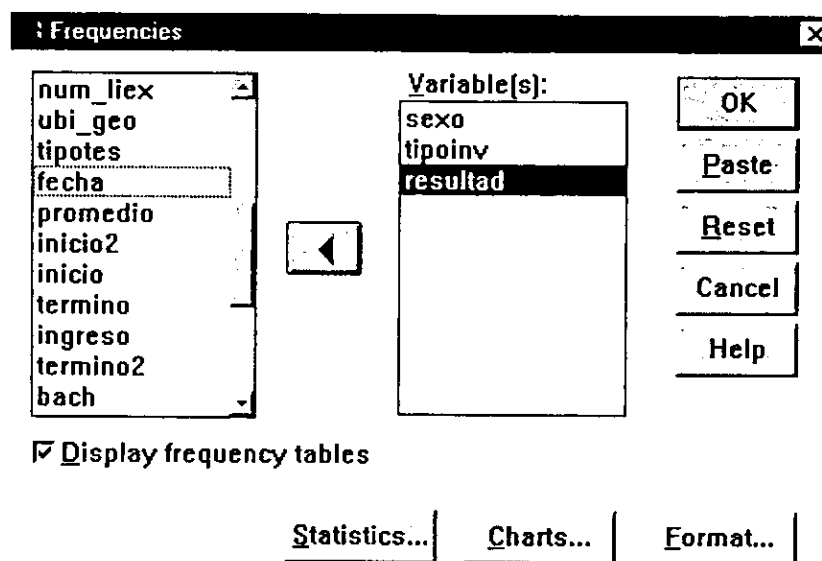 Frequencies
num_liex
ubi_geo
tipotes
fecha
promedio
inicio2
inicio
termino
ingreso
termino2
bach
Variable(s):
sexo
tipoinv
resultad
OK
Paste
Reset
Cancel
Help
Display frequency tables
Statistics...
Charts...
Format...